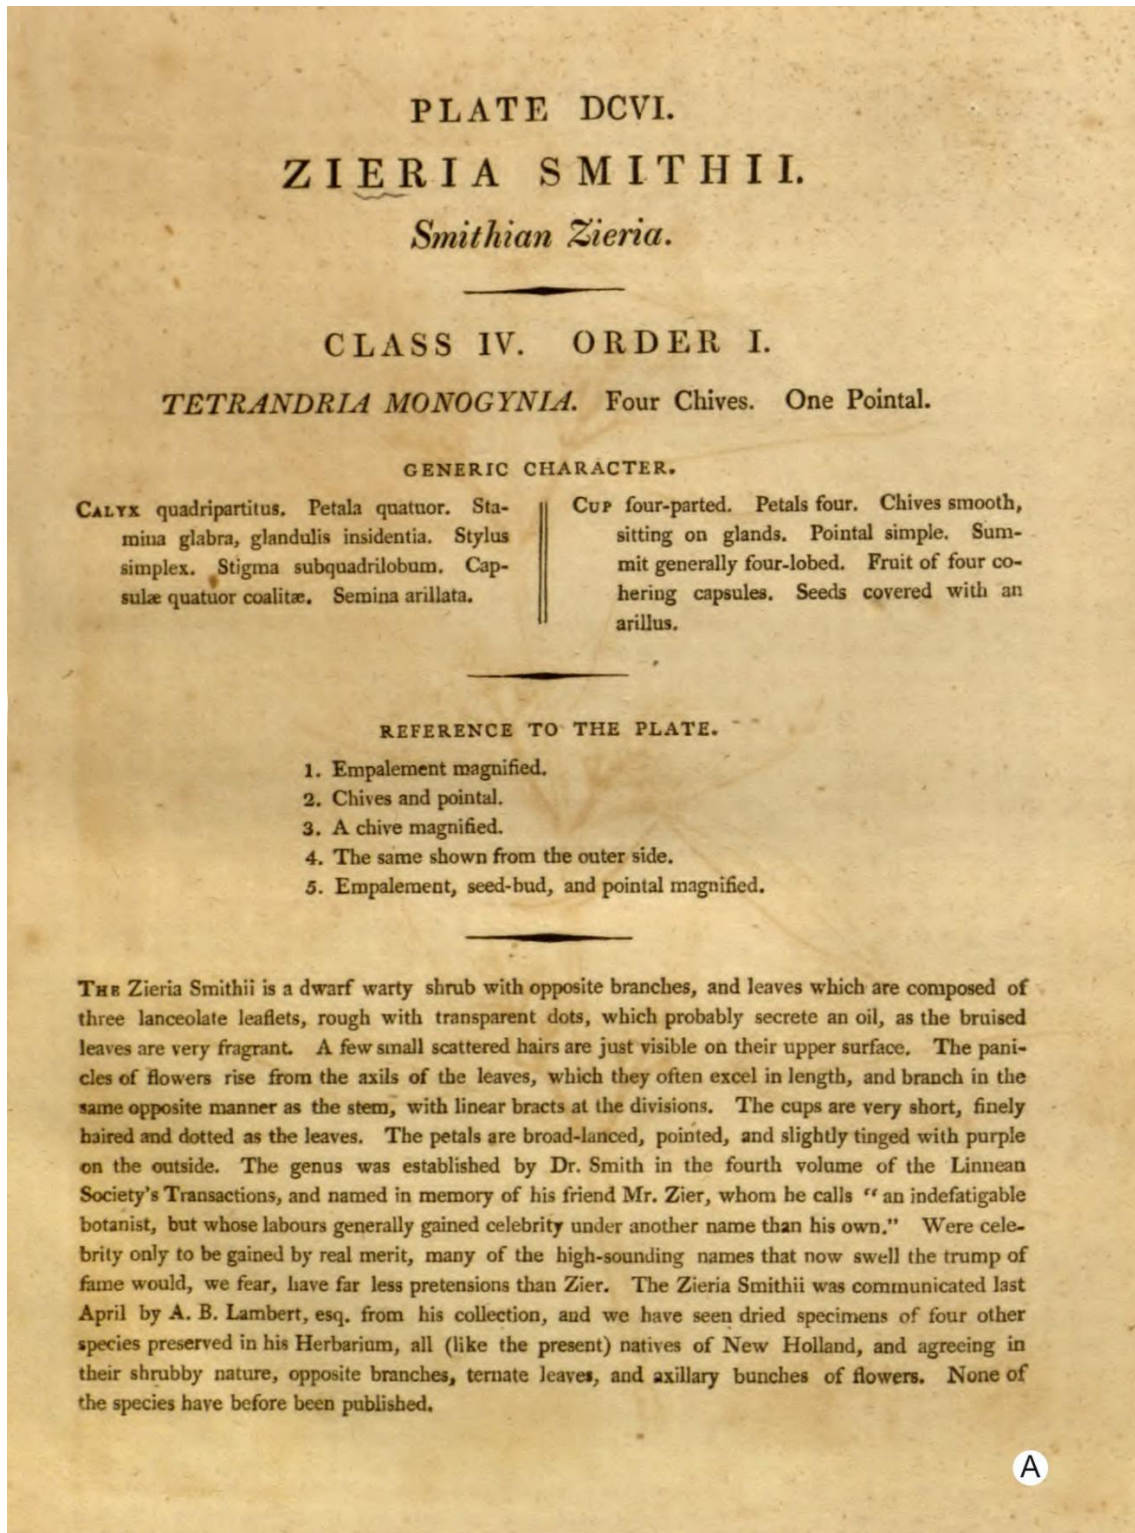 PLATE DCVI.
ZIERIA SMITHII.
Smithian Zieria.
CLASS IV. ORDER I.
TETRANDRIA MONOGYNIA. Four Chives. One Pointal.
GENERIC CHARACTER.
CALYX quadripartitus. Petala quatuor. Sta-
mina glabra, glandulis insidentia. Stylus
simplex. Stigma subquadrilobum. Cap-
sulæ quatuor coalitæ. Semina arillata.
CUP four-parted. Petals four. Chives smooth,
sitting on glands. Pointal simple. Sum-
mit generally four-lobed. Fruit of four co-
hering capsules. Seeds covered with an
arillus.
REFERENCE TO THE PLATE.
1. Empalement magnified.
2. Chives and pointal.
3. A chive magnified.
4. The same shown from the outer side.
5. Empalement, seed-bud, and pointal magnified.
THE Zieria Smithii is a dwarf warty shrub with opposite branches, and leaves which are composed of
three lanceolate leaflets, rough with transparent dots, which probably secrete an oil, as the bruised
leaves are very fragrant. A few small scattered hairs are just visible on their upper surface. The pani-
cles of flowers rise from the axils of the leaves, which they often excel in length, and branch in the
same opposite manner as the stem, with linear bracts at the divisions. The cups are very short, finely
haired and dotted as the leaves. The petals are broad-lanced, pointed, and slightly tinged with purple
on the outside. The genus was established by Dr. Smith in the fourth volume of the Linnean
Society's Transactions, and named in memory of his friend Mr. Zier, whom he calls "an indefatigable
botanist, but whose labours generally gained celebrity under another name than his own." Were cele-
brity only to be gained by real merit, many of the high-sounding names that now swell the trump of
fame would, we fear, have far less pretensions than Zier. The Zieria Smithii was communicated last
April by A. B. Lambert, esq. from his collection, and we have seen dried specimens of four other
species preserved in his Herbarium, all (like the present) natives of New Holland, and agreeing in
their shrubby nature, opposite branches, ternate leaves, and axillary bunches of flowers. None of
the species have before been published.
A